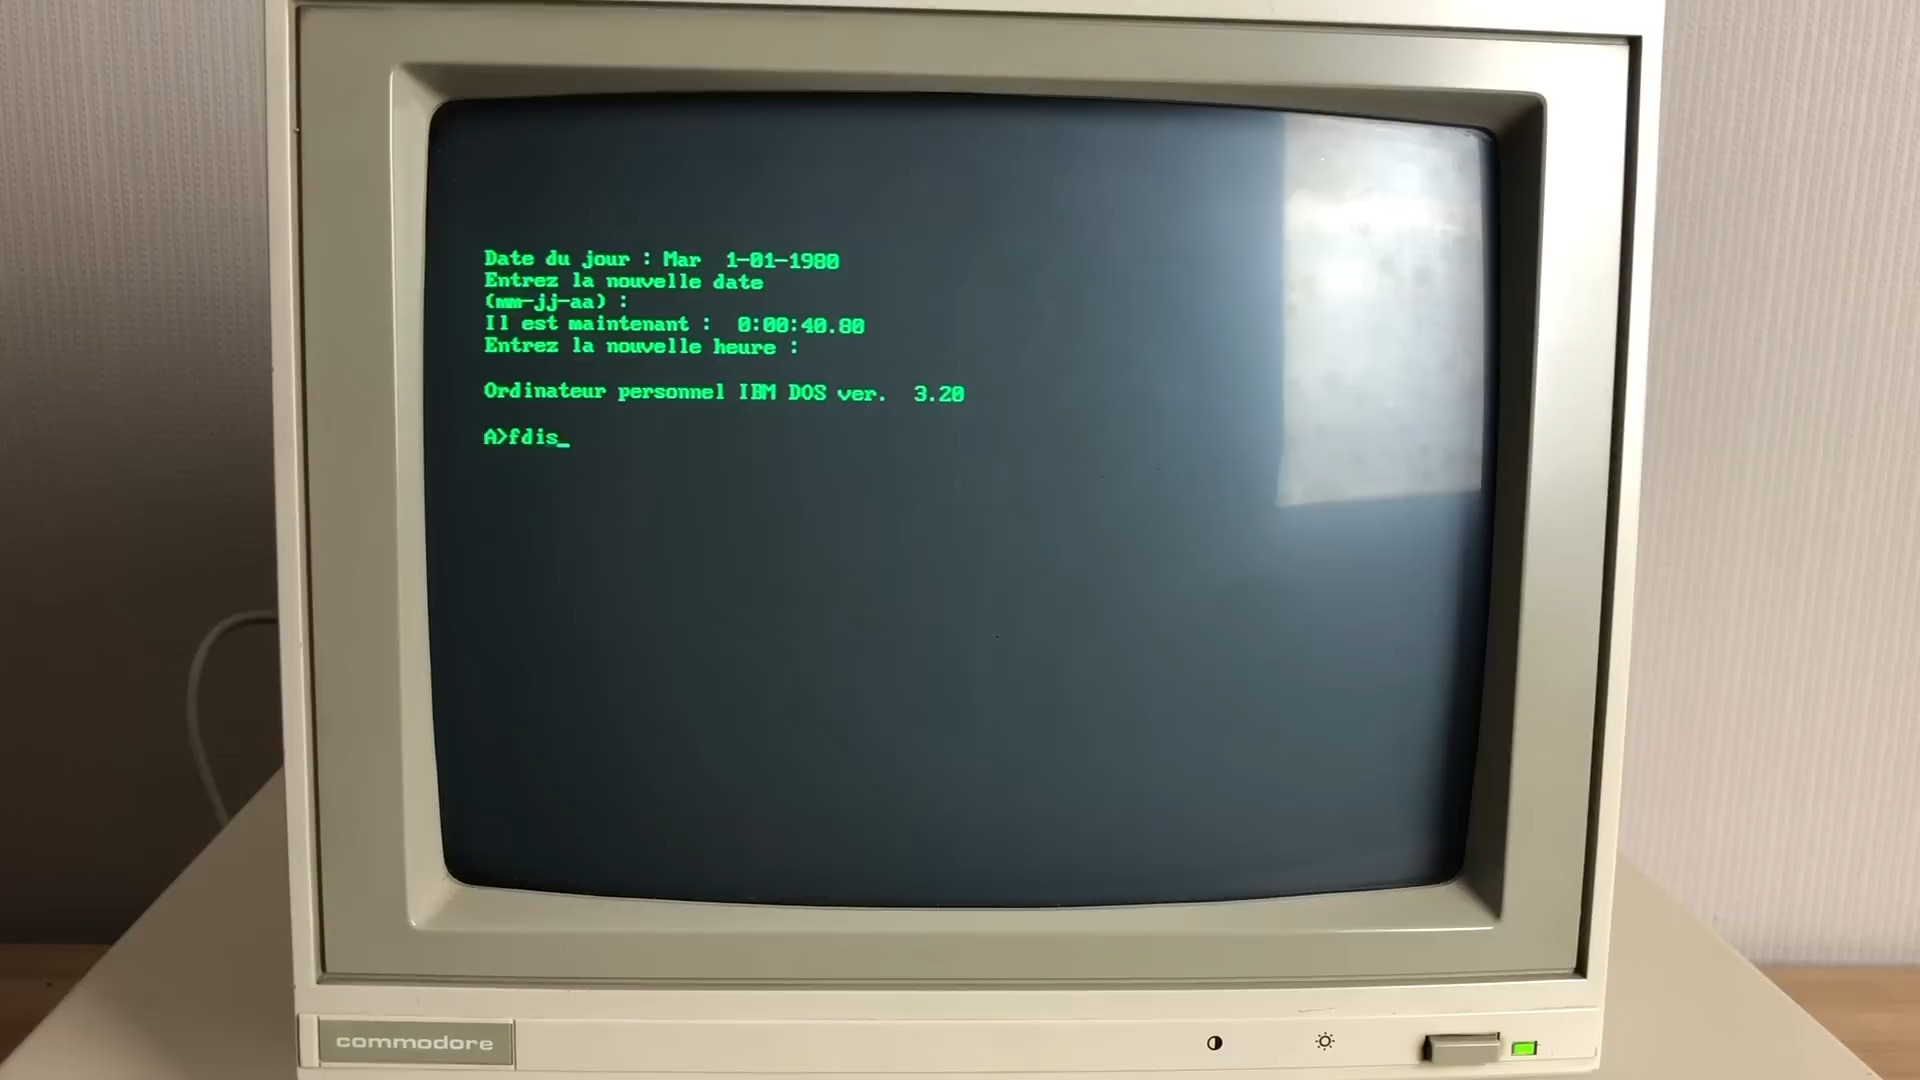 Date du jour : Mar  1-01-1980
Entrez la nouvelle date
(mm-jj-aa) :
Il est maintenant :  0:00:40.80
Entrez la nouvelle heure :
Ordinateur personnel IBM DOS ver.  3.20
A>fdis_
commodore